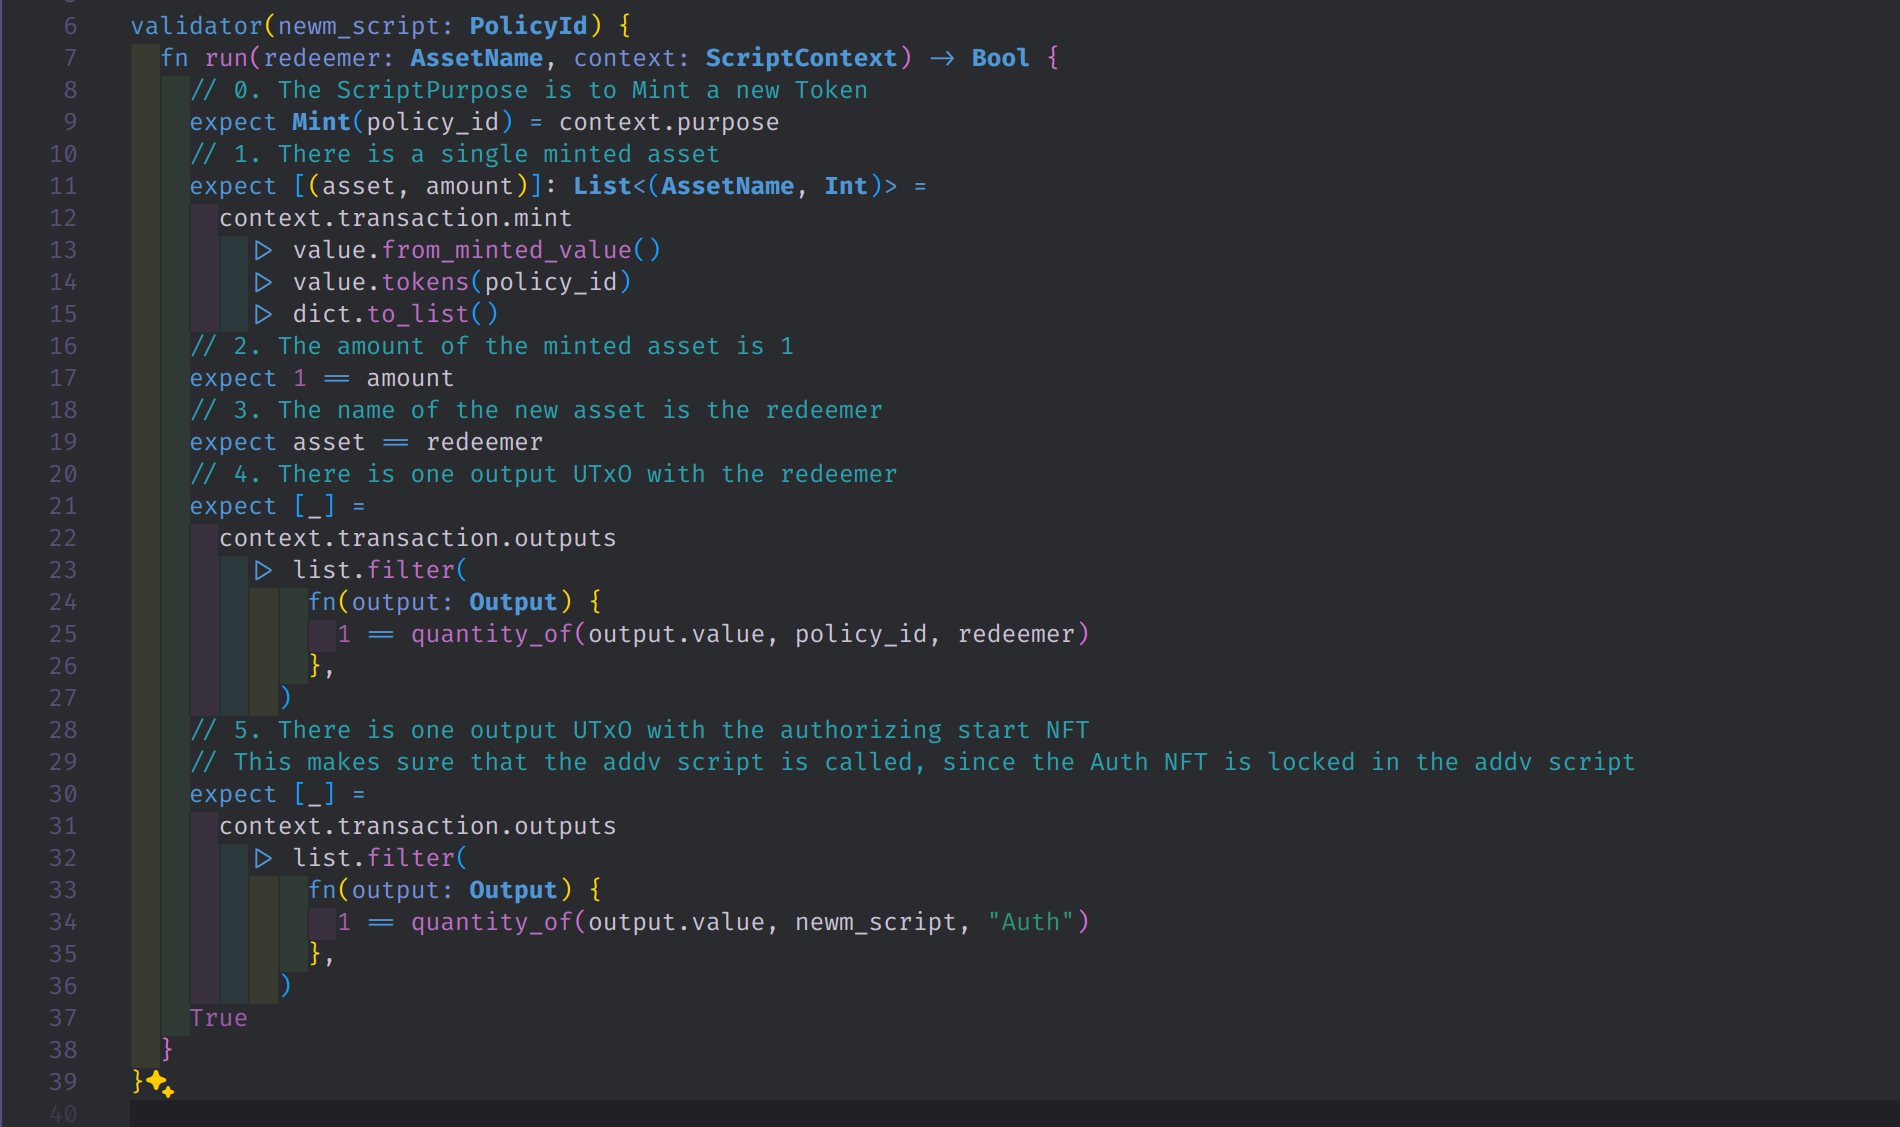 6 validator(newm_script: PolicyId) {
7 fn run(redeemer: AssetName, context: ScriptContext) -> Bool {
8 // 0. The ScriptPurpose is to Mint a new Token
9 expect Mint(policy_id) = context.purpose
10 // 1. There is a single minted asset
11 expect [(asset, amount)]: List<(AssetName, Int)> =
12 context.transaction.mint
13 |> value.from_minted_value()
14 |> value.tokens(policy_id)
15 |> dict.to_list()
16 // 2. The amount of the minted asset is 1
17 expect 1 == amount
18 // 3. The name of the new asset is the redeemer
19 expect asset == redeemer
20 // 4. There is one output UTxO with the redeemer
21 expect [_] =
22 context.transaction.outputs
23 |> list.filter(
24 fn(output: Output) {
25 1 == quantity_of(output.value, policy_id, redeemer)
26 },
27 )
28 // 5. There is one output UTxO with the authorizing start NFT
29 // This makes sure that the addv script is called, since the Auth NFT is locked in the addv script
30 expect [_] =
31 context.transaction.outputs
32 |> list.filter(
33 fn(output: Output) {
34 1 == quantity_of(output.value, newm_script, "Auth")
35 },
36 )
37 True
38 }
39 }
40